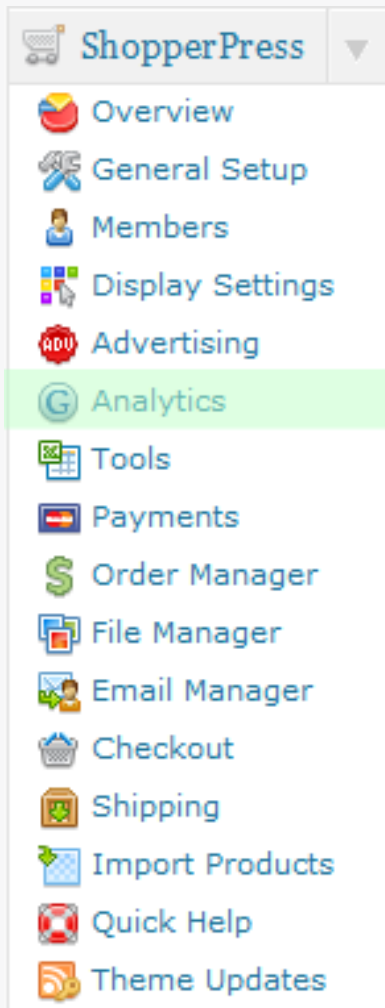 ShopperPress
Overview
General Setup
Members
Display Settings
ADV Advertising
G Analytics
Tools
Payments
$ Order Manager
File Manager
Email Manager
Checkout
Shipping
Import Products
Quick Help
Theme Updates